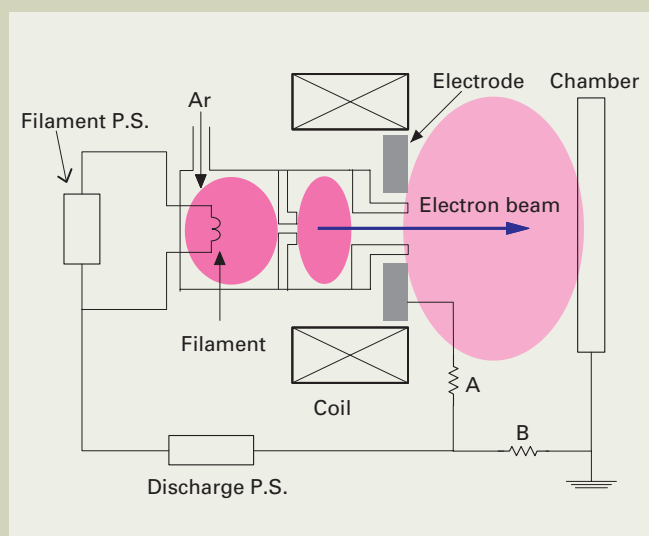 Electrode
Chamber
Ar
Filament P.S.
Electron beam
Filament
A
Coil
B
Discharge P.S.